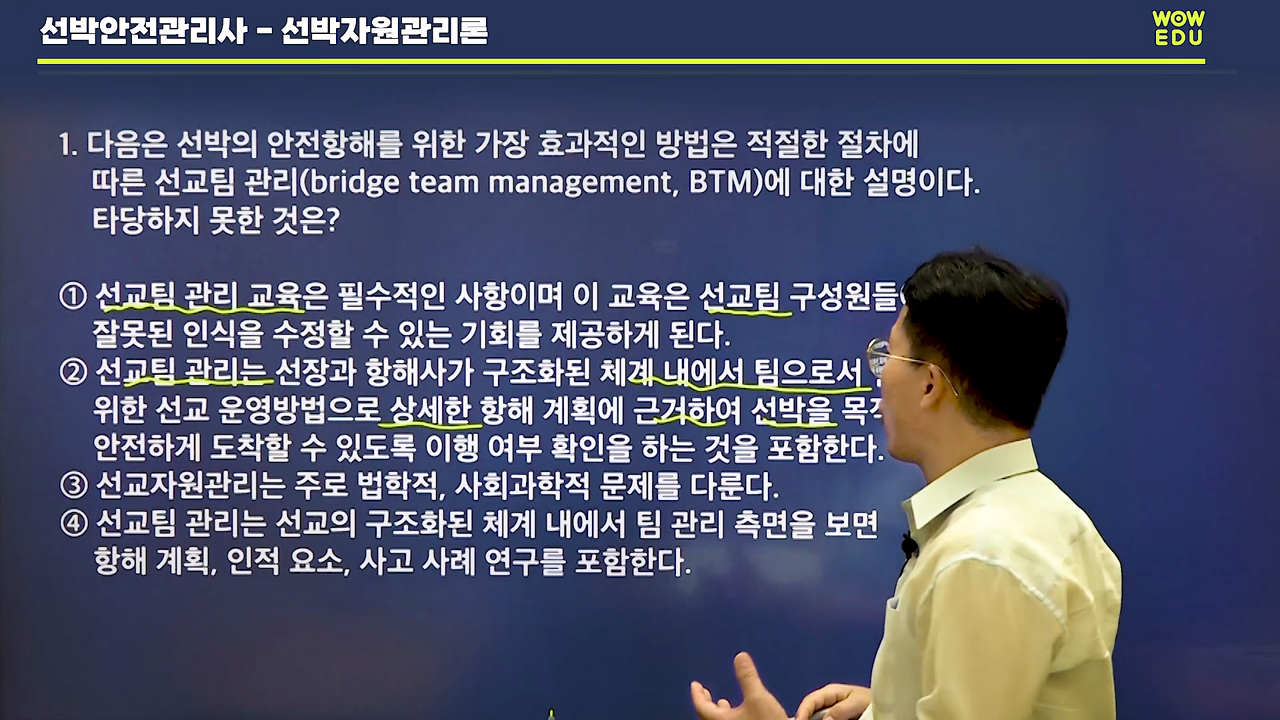 선박안전관리사 - 선박자원관리론
WOW
EDU
1. 다음은 선박의 안전항해를 위한 가장 효과적인 방법은 적절한 절차에
따른 선교팀 관리(bridge team management, BTM)에 대한 설명이다.
타당하지 못한 것은?
① 선교팀 관리 교육은 필수적인 사항이며 이 교육은 선교팀
잘못된 인식을 수정할 수 있는 기회를 제공하게 된다.
② 선교팀 관리는 선장과 항해사가 구조화된 체계 내에서 팀으로서
위한 선교 운영방법으로 상세한 항해 계획에 근거하여 선박을
안전하게 도착할 수 있도록 이행 여부 확인을 하는 것을 포함한다.
③ 선교자원관리는 주로 법학적, 사회과학적 문제를 다룬다.
④ 선교팀 관리는 선교의 구조화된 체계 내에서 팀 관리 측면을 보면
항해 계획, 인적 요소, 사고 사례 연구를 포함한다.